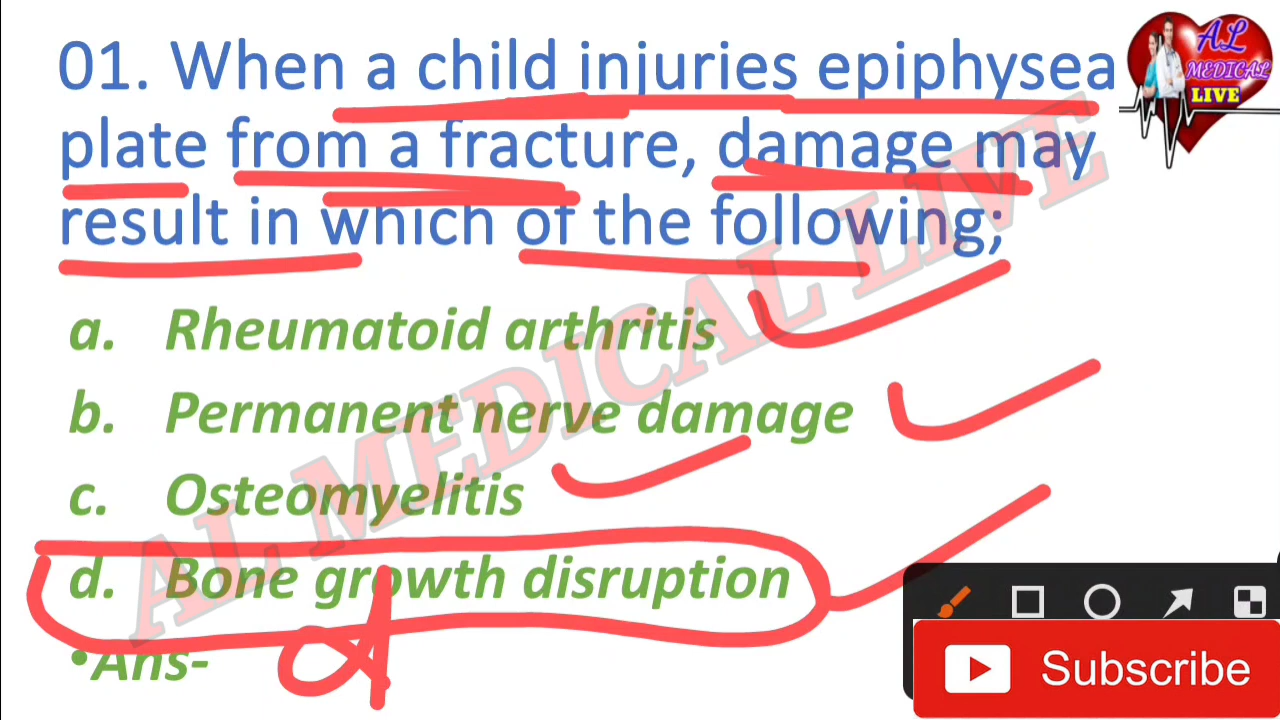 01. When a child injuries epiphysea
plate from a fracture, damage may
result in which of the following;
a. Rheumatoid arthritis
b. Permanent nerve damage
c. Osteomyelitis
d. Bone growth disruption
•Ans- d
AL MEDICAL LIVE
AL
MEDICAL
LIVE
Subscribe